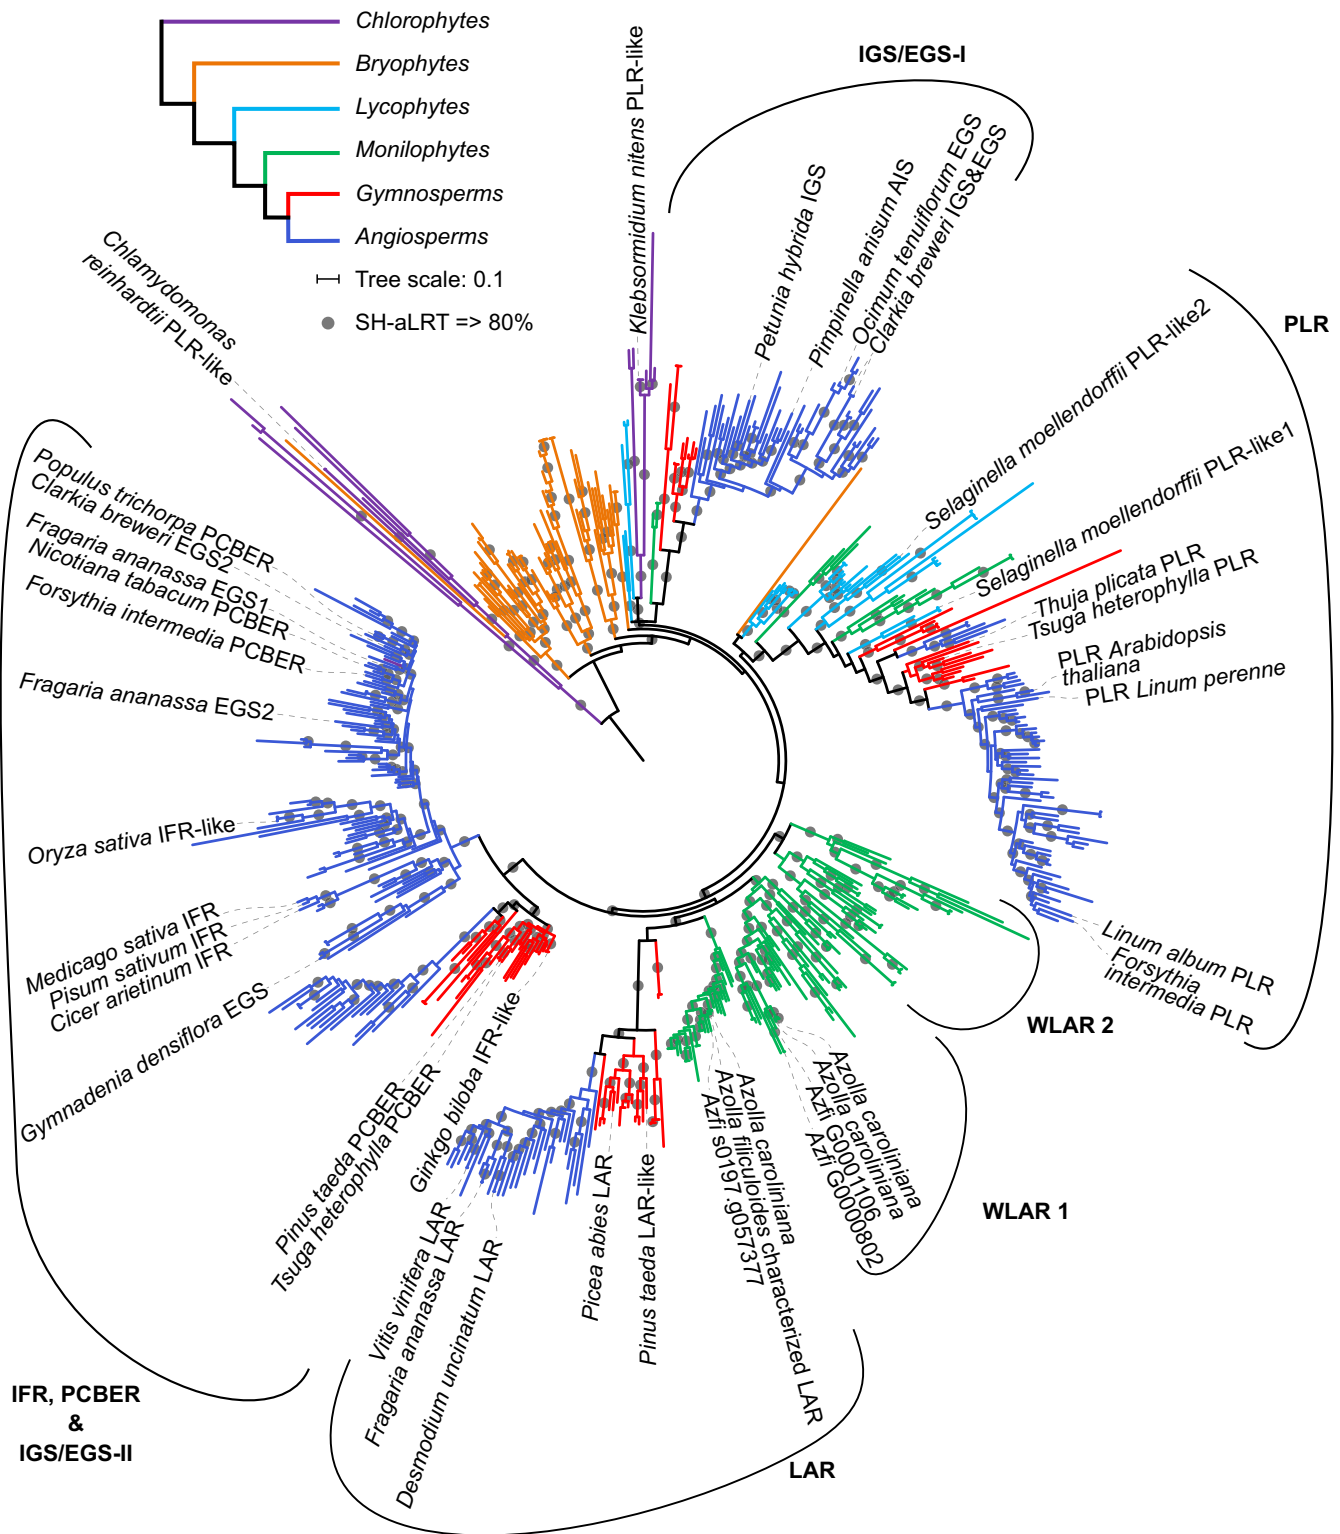 Chlorophytes
Bryophytes
Lycophytes
Monilophytes
Gymnosperms
Angiosperms
Tree scale: 0.1
SH-aLRT => 80%
Chlamydomonas
reinhardtii PLR-like
Klebsormidium nitens PLR-like
IGS/EGS-I
Petunia hybrida IGS
Pimpinella anisum AIS
Ocimum tenuiflorum EGS
Clarkia breweri IGS&EGS
PLR
Selaginella moellendorffii PLR-like2
Selaginella moellendorffii PLR-like1
Thuja plicata PLR
Tsuga heterophylla PLR
PLR Arabidopsis
thaliana
PLR Linum perenne
Linum album PLR
Forsythia
intermedia PLR
WLAR 2
Azolla caroliniana
Azolla caroliniana
Azfi G0001106
Azfi G0000802
WLAR 1
Azolla caroliniana
Azolla filiculoides characterized LAR
Azfi s0197.g057377
Pinus taeda LAR-like
Picea abies LAR
Desmodium uncinatum LAR
Fragaria ananassa LAR
Vitis vinifera LAR
LAR
Ginkgo biloba IFR-like
Tsuga heterophylla PCBER
Pinus taeda PCBER
Gymnadenia densiflora EGS
Cicer arietinum IFR
Pisum sativum IFR
Medicago sativa IFR
Oryza sativa IFR-like
Fragaria ananassa EGS2
Forsythia intermedia PCBER
Nicotiana tabacum PCBER
Fragaria ananassa EGS1
Clarkia breweri EGS2
Populus trichorpa PCBER
IFR, PCBER
&
IGS/EGS-II